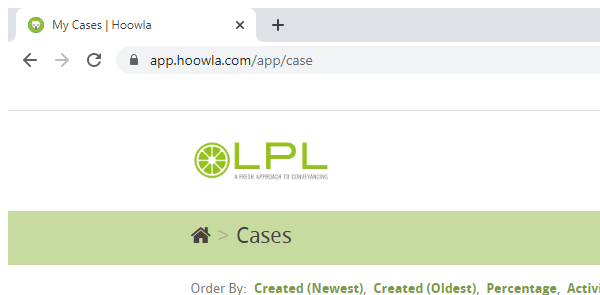 My Cases | Hoowla
app.hoowla.com/app/case
LPL
A FRESH APPROACH TO CONVEYANCING
> Cases
Order By: Created (Newest), Created (Oldest), Percentage, Activi